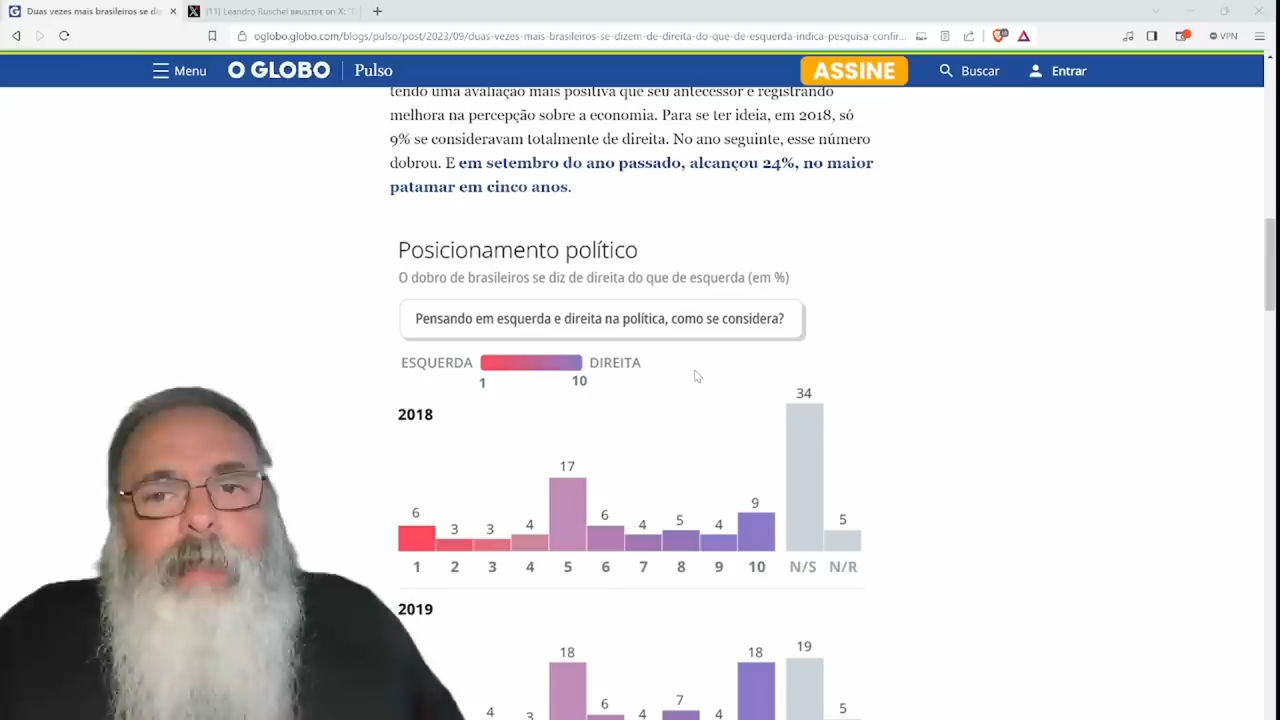 Duas vezes mais brasileiros se di
(11) Leandro Ruschel on X: "T
oglobo.globo.com/blogs/pulso/post/2023/09/duas-vezes-mais-brasileiros-se-dizem-de-direita-do-que-de-esquerda-indica-pesquisa-confir...
VPN
Menu
O GLOBO
Pulso
ASSINE
Buscar
Entrar
tendo uma avaliação mais positiva que seu antecessor e registrando
melhora na percepção sobre a economia. Para se ter ideia, em 2018, só
9% se consideravam totalmente de direita. No ano seguinte, esse número
dobrou. E em setembro do ano passado, alcançou 24%, no maior
patamar em cinco anos.
Posicionamento político
O dobro de brasileiros se diz de direita do que de esquerda (em %)
Pensando em esquerda e direita na política, como se considera?
ESQUERDA DIREITA
1 10
2018
6 3 3 4 17 6 4 5 4 9 34 5
1 2 3 4 5 6 7 8 9 10 N/S N/R
2019
4 3 18 6 4 7 4 18 19 5